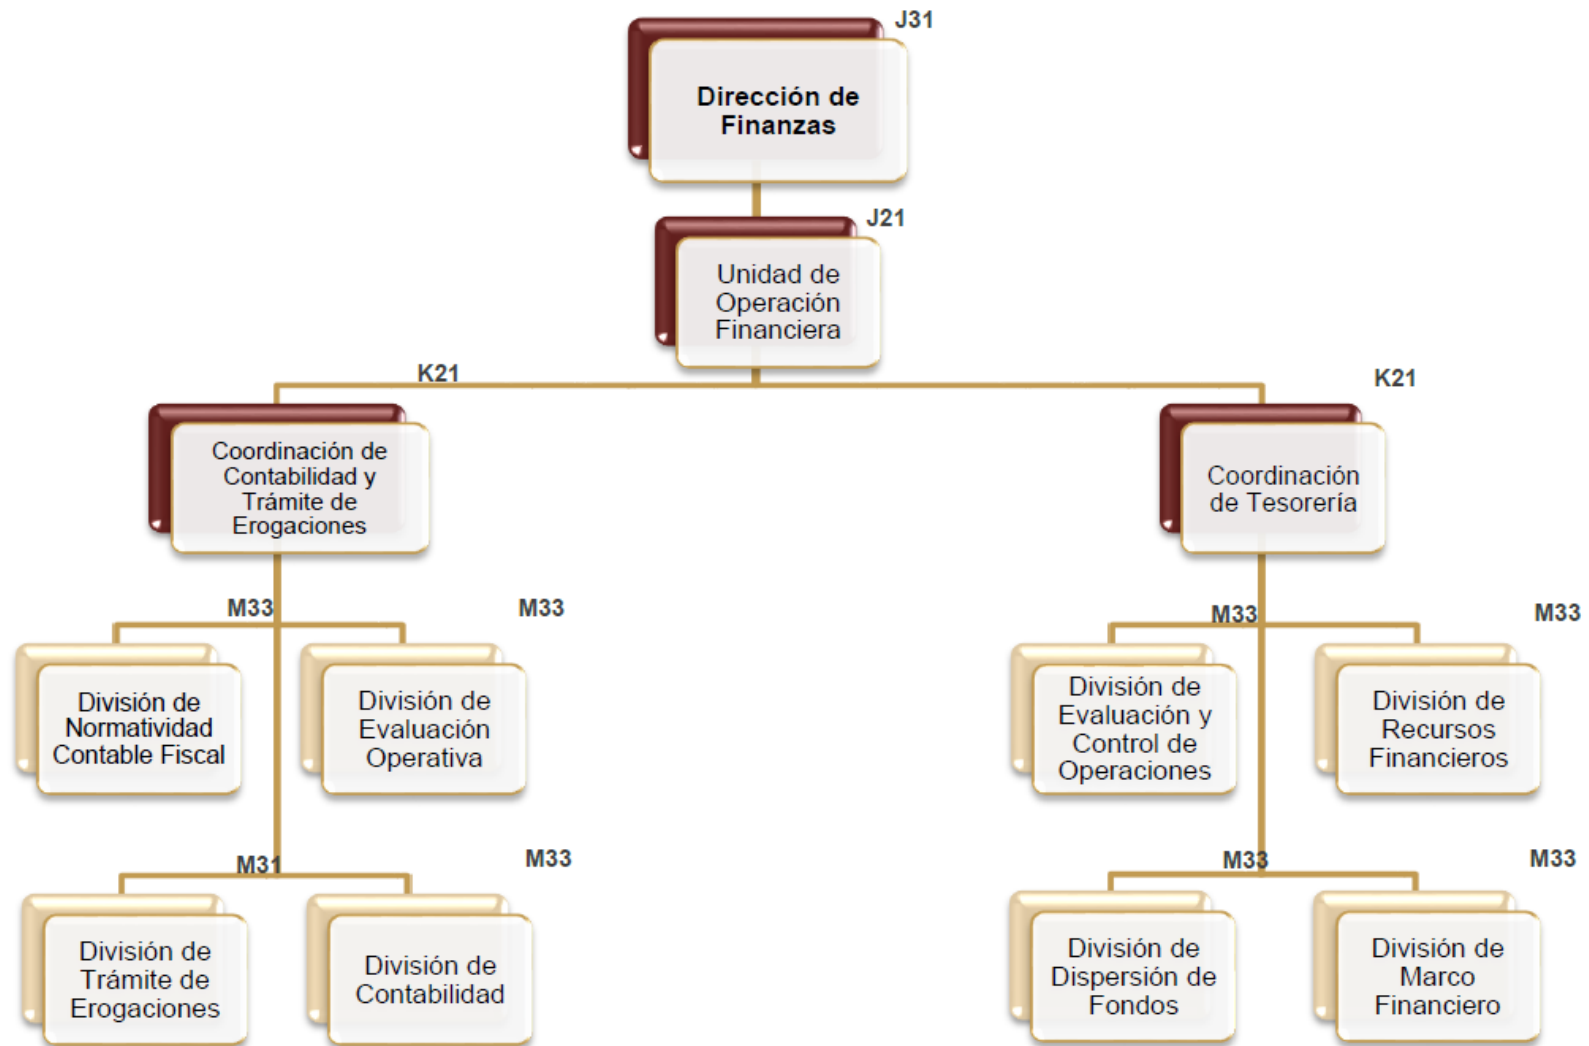 J31
Dirección de
Finanzas
J21
Unidad de
Operación
Financiera
K21
K21
Coordinación de
Contabilidad y
Trámite de
Erogaciones
Coordinación
de Tesorería
M33
M33
M33
M33
División de
Normatividad
Contable Fiscal
División de
Evaluación
Operativa
División de
Evaluación y
Control de
Operaciones
División de
Recursos
Financieros
M31
M33
M33
M33
División de
Trámite de
Erogaciones
División de
Contabilidad
División de
Dispersión de
Fondos
División de
Marco
Financiero